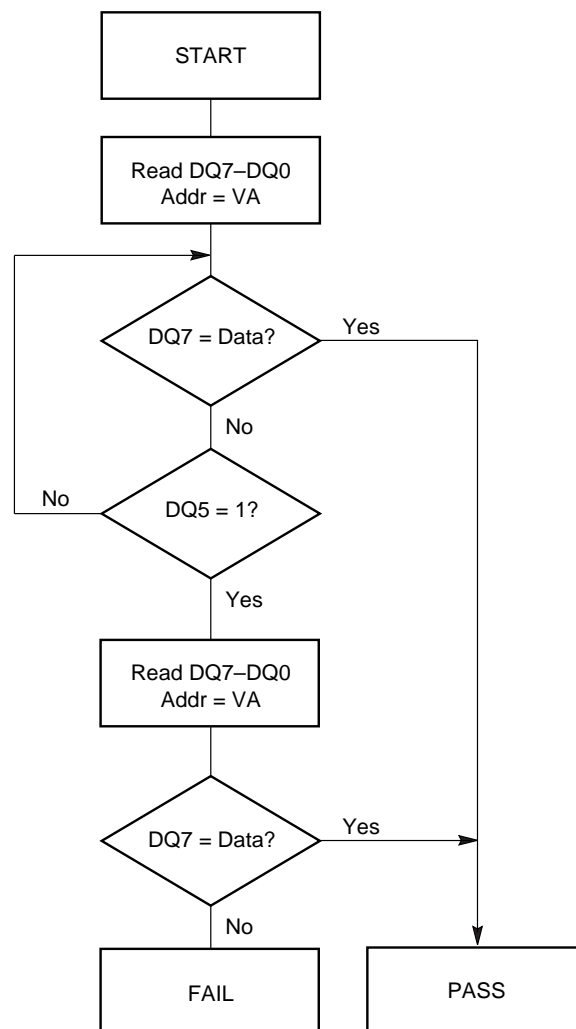 START
Read DQ7–DQ0
Addr = VA
DQ7 = Data?
Yes
No
No
DQ5 = 1?
Yes
Read DQ7–DQ0
Addr = VA
DQ7 = Data?
Yes
No
FAIL
PASS